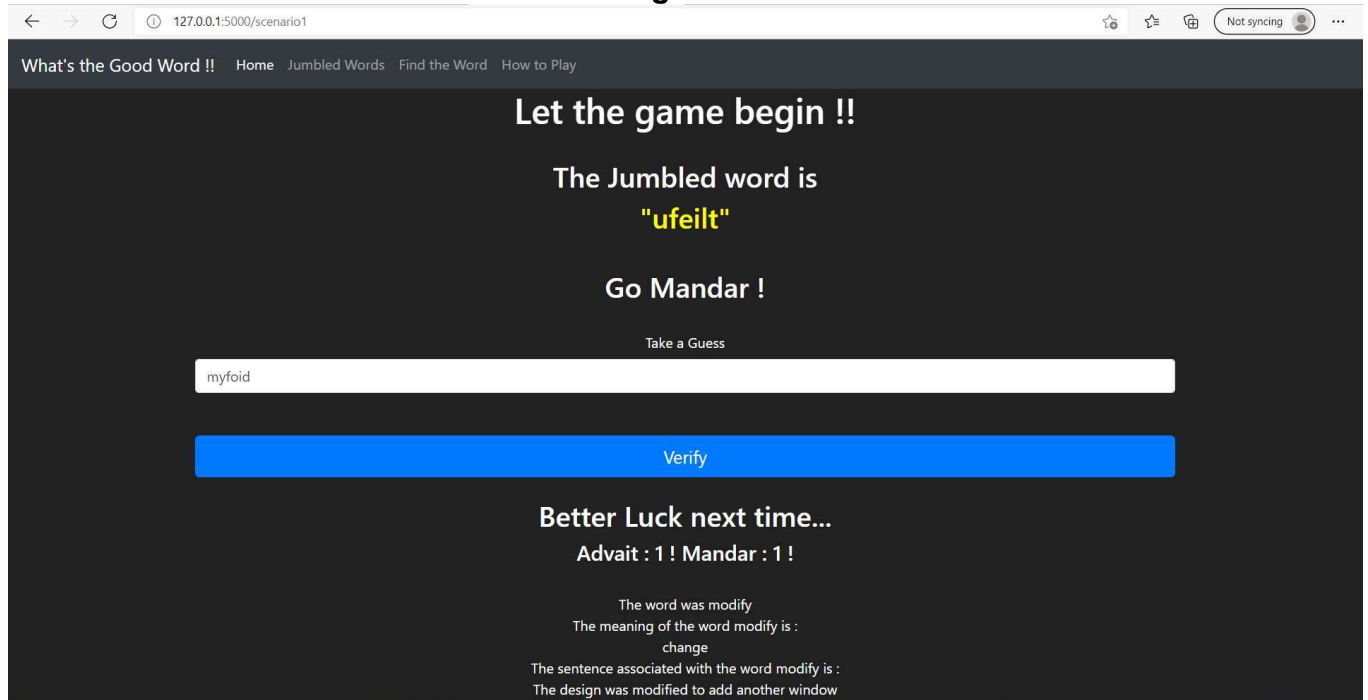 127.0.0.1:5000/scenario1
Not syncing
What's the Good Word !! Home Jumbled Words Find the Word How to Play
Let the game begin !!
The Jumbled word is
"ufeilt"
Go Mandar !
Take a Guess
myfoid
Verify
Better Luck next time...
Advait : 1 ! Mandar : 1 !
The word was modify
The meaning of the word modify is :
change
The sentence associated with the word modify is :
The design was modified to add another window